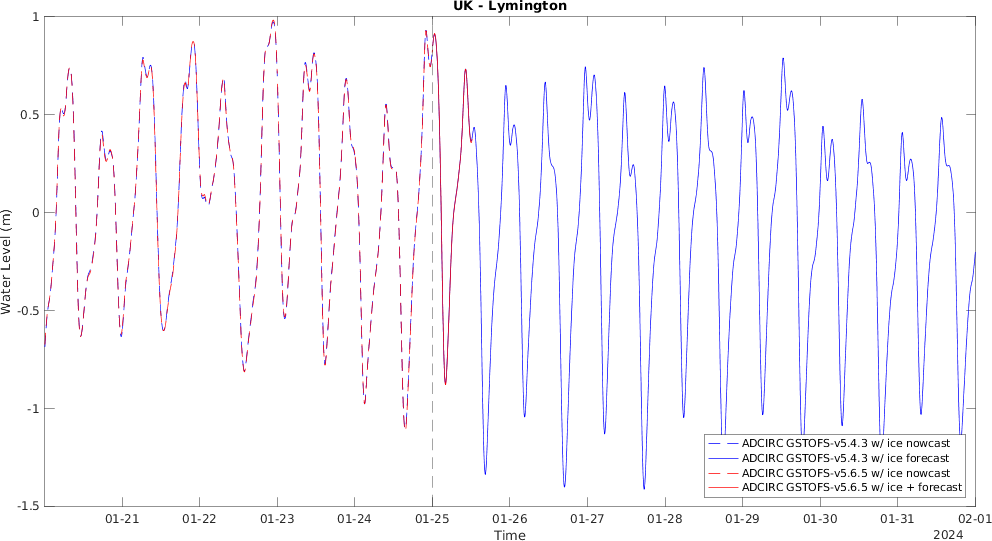 UK - Lymington
1
0.5
0
-0.5
-1
-1.5
Water Level (m)
01-21 01-22 01-23 01-24 01-25 01-26 01-27 01-28 01-29 01-30 01-31 02-01
Time
2024
ADCIRC GSTOFS-v5.4.3 w/ ice nowcast
ADCIRC GSTOFS-v5.4.3 w/ ice forecast
ADCIRC GSTOFS-v5.6.5 w/ ice nowcast
ADCIRC GSTOFS-v5.6.5 w/ ice + forecast